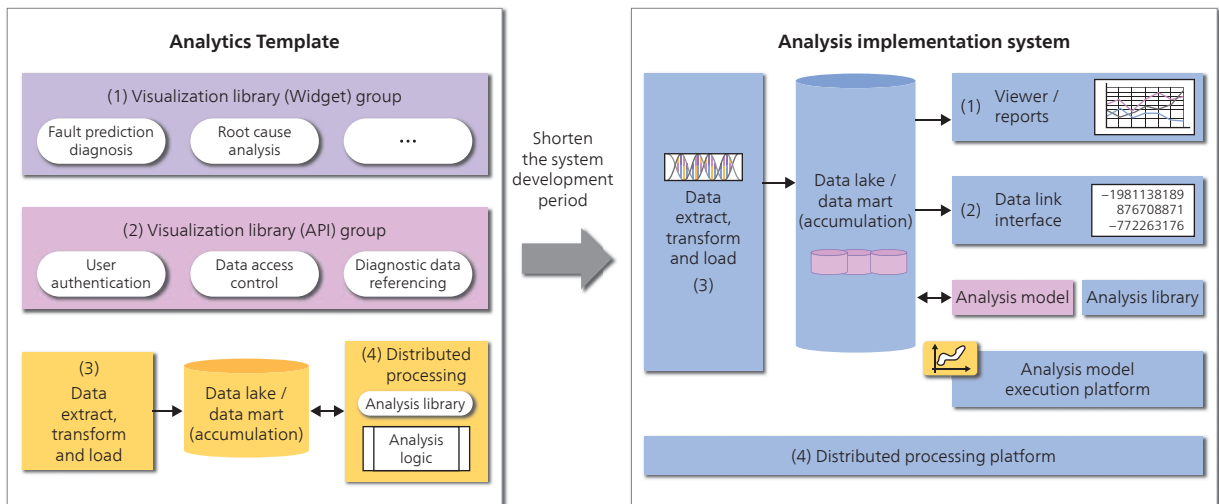 Analytics Template
(1) Visualization library (Widget) group
Fault prediction
diagnosis
Root cause
analysis
...
(2) Visualization library (API) group
User
authentication
Data access
control
Diagnostic data
referencing
(3)
Data
extract,
transform
and load
Data lake /
data mart
(accumulation)
(4) Distributed
processing
Analysis library
Analysis
logic
Shorten
the system
development
period
Analysis implementation system
Data
extract,
transform
and load
(3)
Data lake /
data mart
(accumulation)
(1) Viewer /
reports
(2) Data link
interface
−1981138189
876708871
−772263176
Analysis model
Analysis library
Analysis model
execution platform
(4) Distributed processing platform